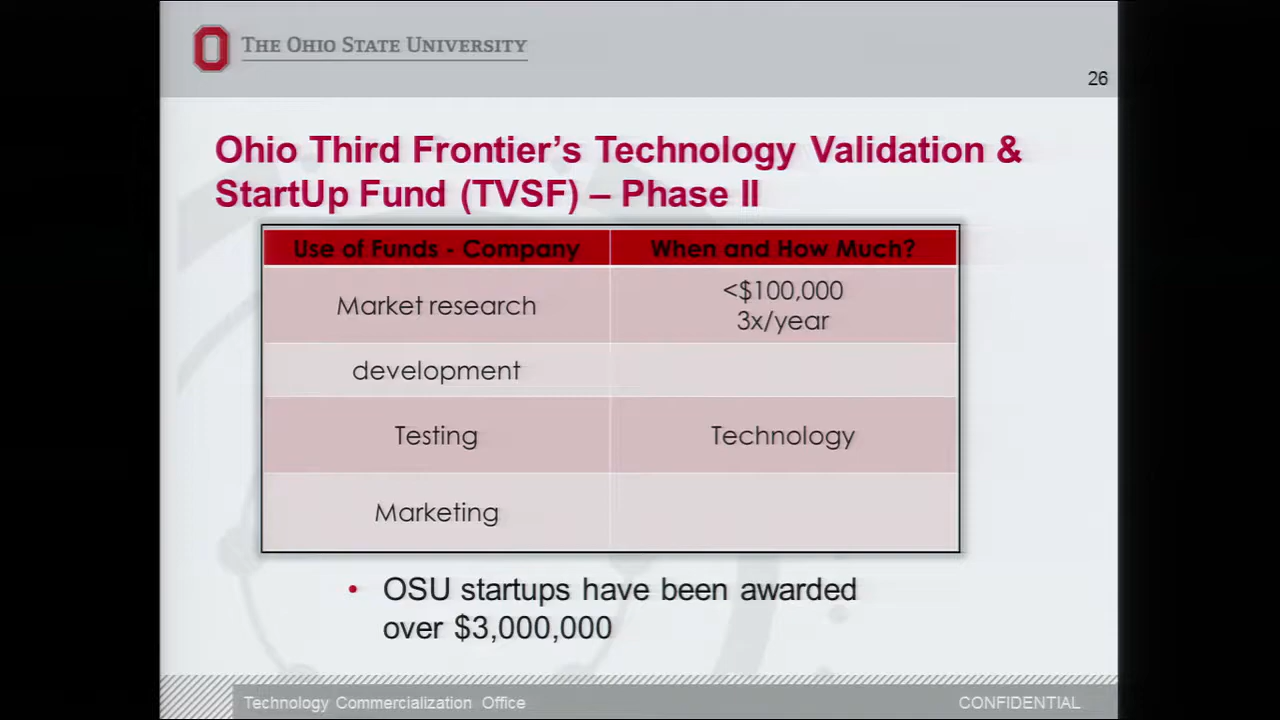 THE OHIO STATE UNIVERSITY
26
Ohio Third Frontier’s Technology Validation &
StartUp Fund (TVSF) – Phase II
Use of Funds - Company When and How Much?
Market research <$100,000
3x/year
development
Testing Technology
Marketing
• OSU startups have been awarded
over $3,000,000
Technology Commercialization Office CONFIDENTIAL